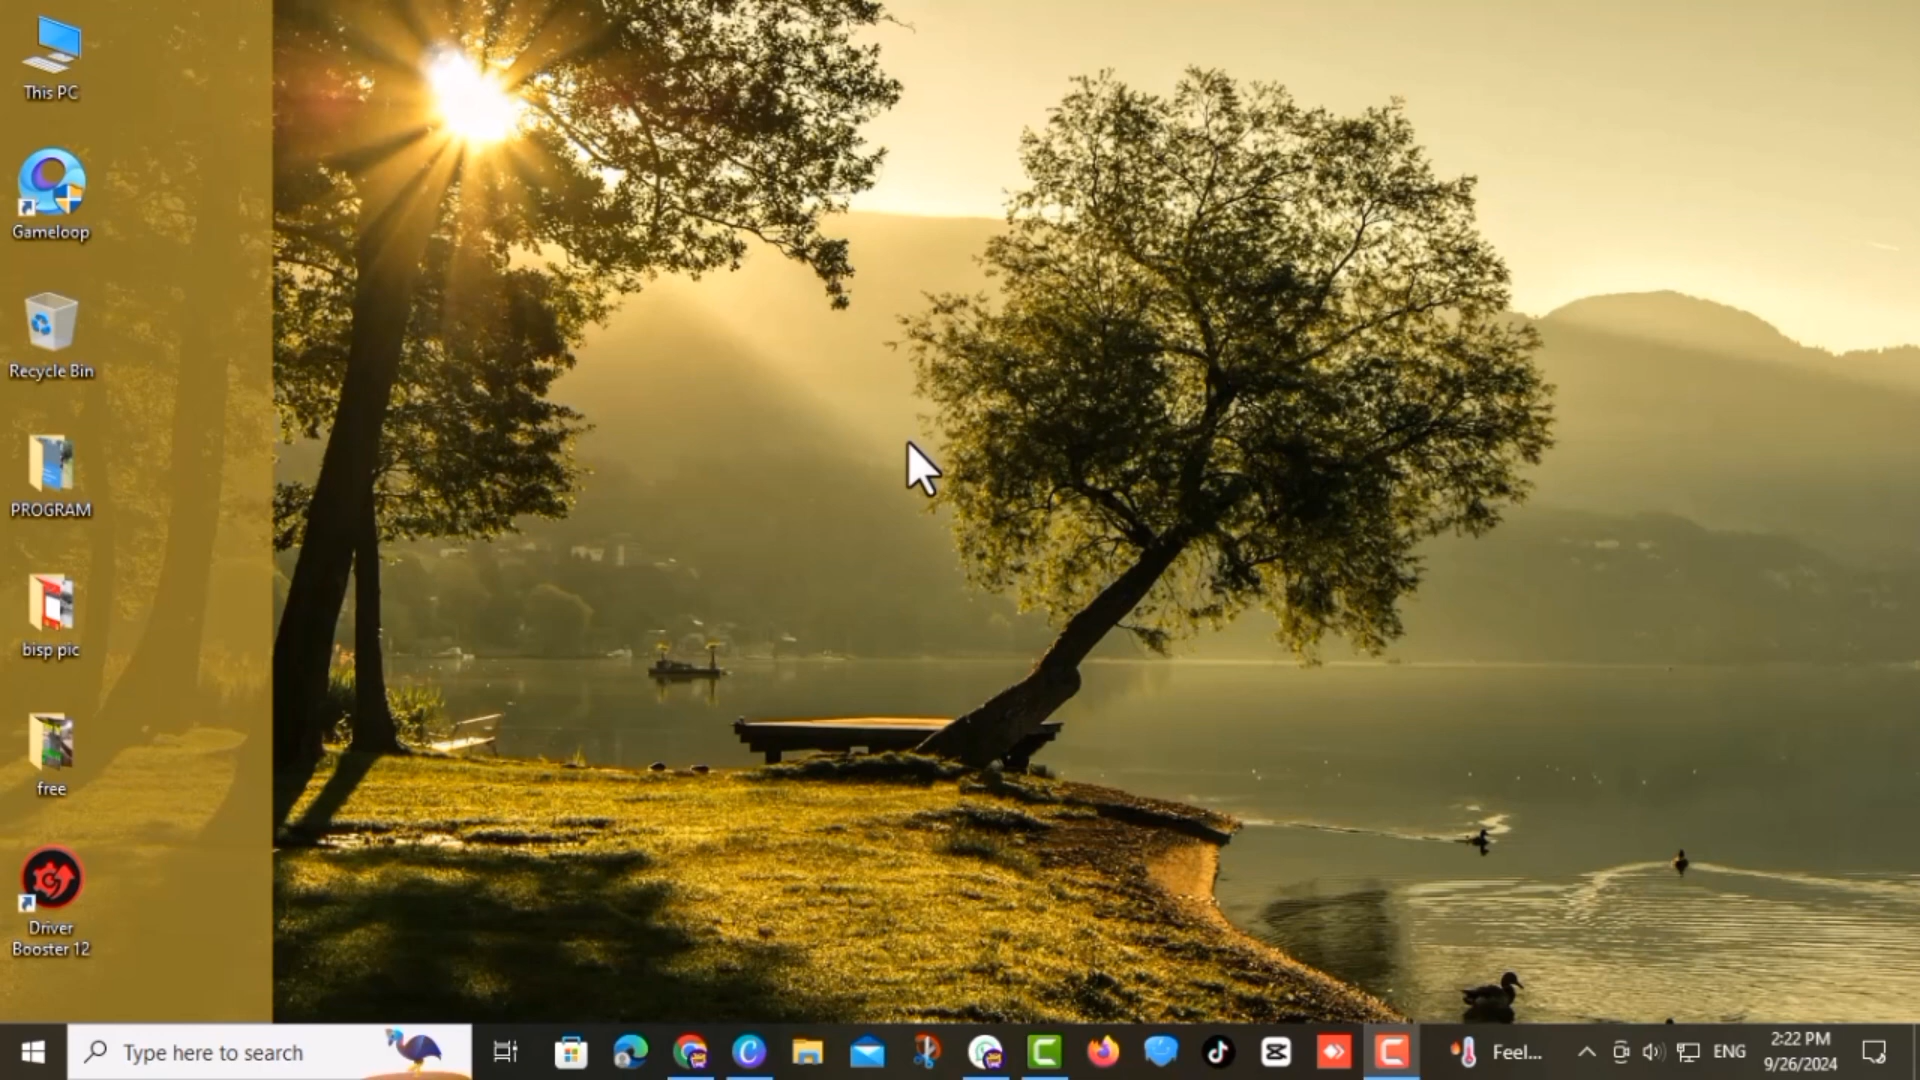 This PC
Gameloop
Recycle Bin
PROGRAM
bisp pic
free
Driver
Booster 12
Type here to search
Feel...
ENG
2:22 PM
9/26/2024